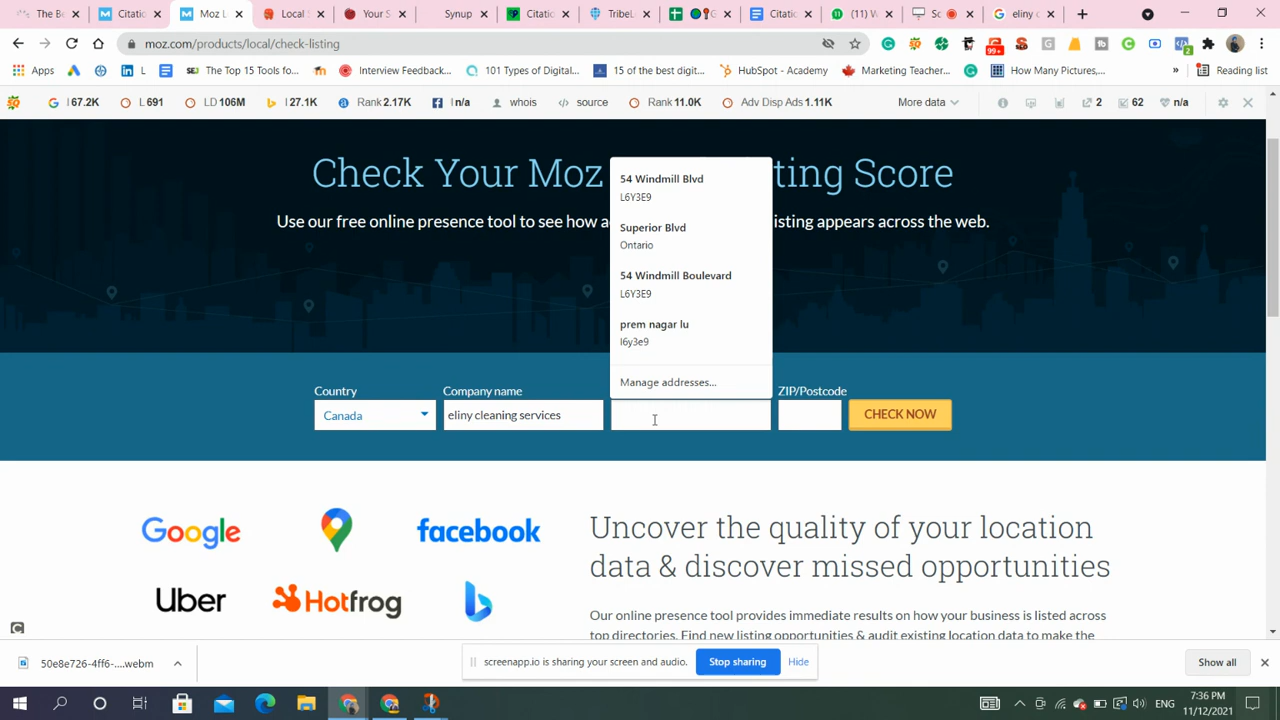 The Be
Citatio
Moz L
Local S
Your S
Synup
Citatio
TribeL
Citatio
(11) W
Sc
eliny c
moz.com/products/local/check-listing
99+
Apps
L
The Top 15 Tools fo...
Interview Feedback...
101 Types of Digital...
15 of the best digit...
HubSpot - Academy
Marketing Teacher...
How Many Pictures,...
»
Reading list
I 67.2K
L 691
LD 106M
I 27.1K
Rank 2.17K
I n/a
whois
source
Rank 11.0K
Adv Disp Ads 1.11K
More data
2
62
n/a
Check Your Moz
ting Score
Use our free online presence tool to see how a
listing appears across the web.
54 Windmill Blvd
L6Y3E9
Superior Blvd
Ontario
54 Windmill Boulevard
L6Y3E9
prem nagar lu
l6y3e9
Manage addresses...
Country
Company name
ZIP/Postcode
Canada
eliny cleaning services
CHECK NOW
Google
facebook
Uber
Hotfrog
Uncover the quality of your location
data & discover missed opportunities
Our online presence tool provides immediate results on how your business is listed across
top directories. Find new listing opportunities & audit existing location data to make the
50e8e726-4ff6-....webm
screenapp.io is sharing your screen and audio.
Stop sharing
Hide
Show all
ENG
7:36 PM
11/12/2021